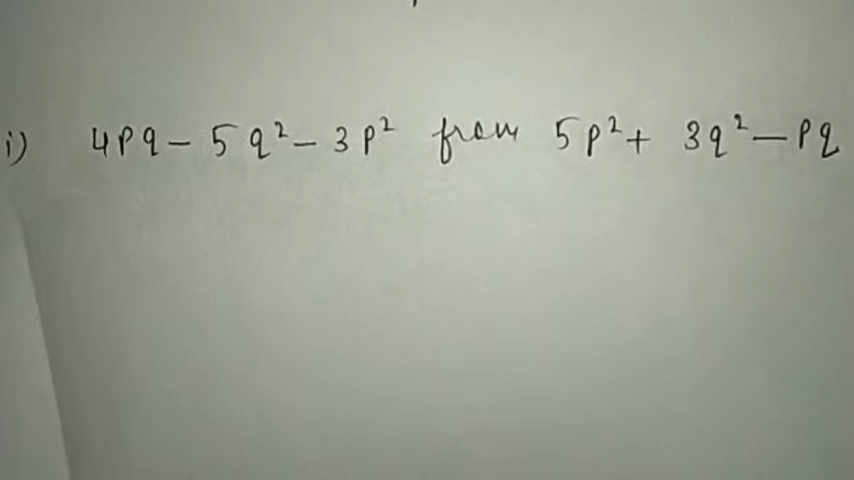 i) 4pq - 5q² - 3p² from 5p² + 3q² - pq